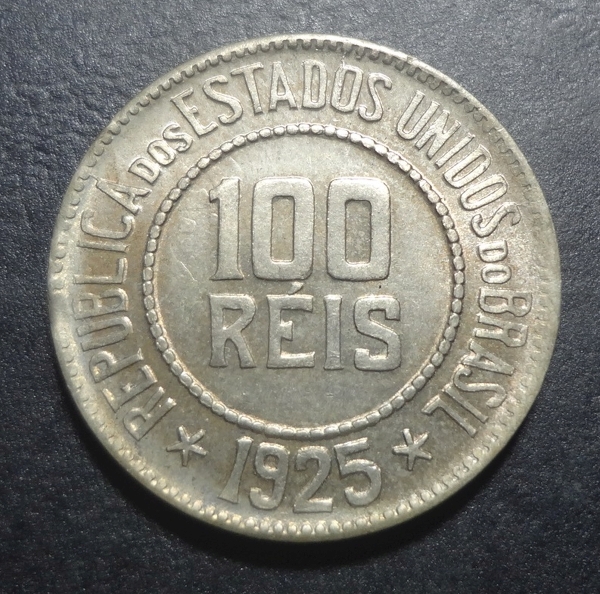 REPUBLICA DOS ESTADOS UNIDOS DO BRASIL
100
RÉIS
1925